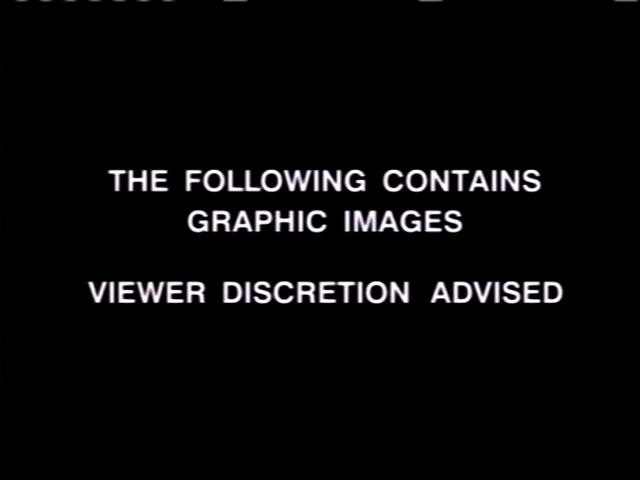 THE FOLLOWING CONTAINS
GRAPHIC IMAGES
VIEWER DISCRETION ADVISED